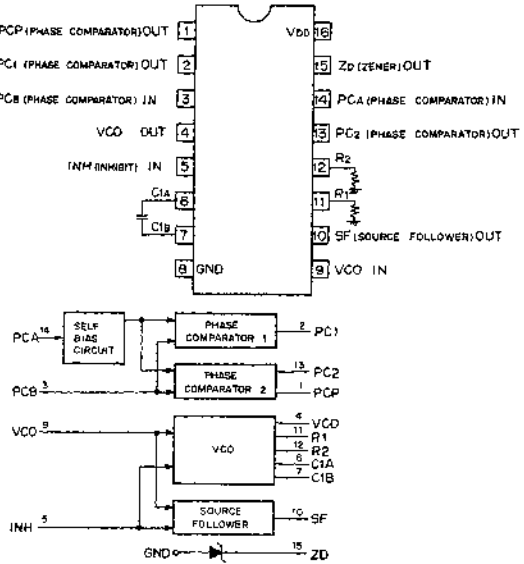 PCP (PHASE COMPARATOR) OUT 1
16 VDD
PC1 (PHASE COMPARATOR) OUT 2
15 ZD (ZENER) OUT
PCB (PHASE COMPARATOR) IN 3
14 PCA (PHASE COMPARATOR) IN
VCO OUT 4
13 PC2 (PHASE COMPARATOR) OUT
INH (INHIBIT) IN 5
12 R2
C1A 6
11 R1
C1B 7
10 SF (SOURCE FOLLOWER) OUT
8 GND
9 VCO IN
PCA 14
SELF
BIAS
CIRCUIT
PHASE
COMPARATOR 1
2 PC1
PCB 3
PHASE
COMPARATOR 2
13 PC2
1 PCP
VCO 9
VCO
4 VCO
11 R1
12 R2
6 C1A
7 C1B
INH 5
SOURCE
FOLLOWER
10 SF
GND
15 ZD